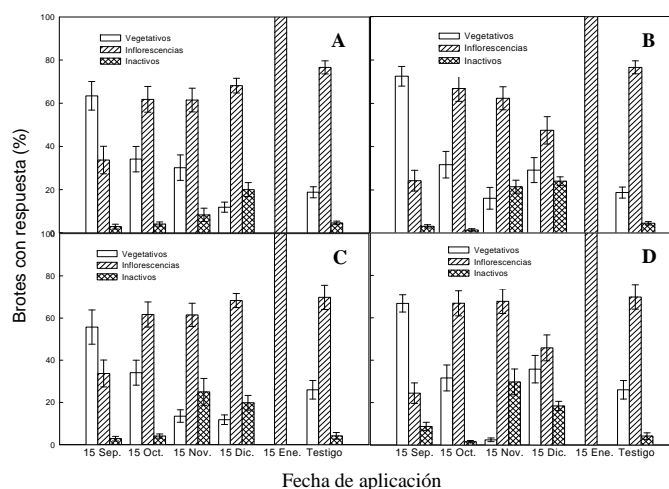 100
80
60
40
20
0
Vegetativos
Inflorescencias
Inactivos
A
Vegetativos
Inflorescencias
Inactivos
B
Brotes con respuesta (%)
80
60
40
20
0
Vegetativos
Inflorescencias
Inactivos
C
Vegetativos
Inflorescencias
Inactivos
D
15 Sep. 15 Oct. 15 Nov. 15 Dic. 15 Ene. Testigo 15 Sep. 15 Oct. 15 Nov. 15 Dic. 15 Ene. Testigo
Fecha de aplicación